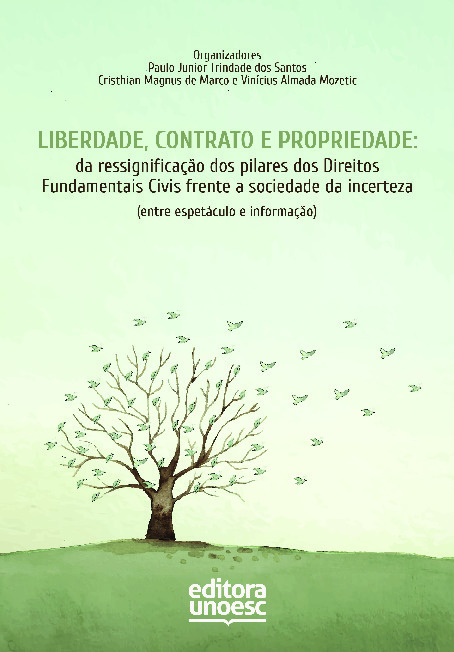 Organizadores
Paulo Junior Trindade dos Santos
Cristhian Magnus de Marco e Vinícius Almada Mozetic
LIBERDADE, CONTRATO E PROPRIEDADE:
da ressignificação dos pilares dos Direitos
Fundamentais Civis frente a sociedade da incerteza
(entre espetáculo e informação)
editora
unoesc